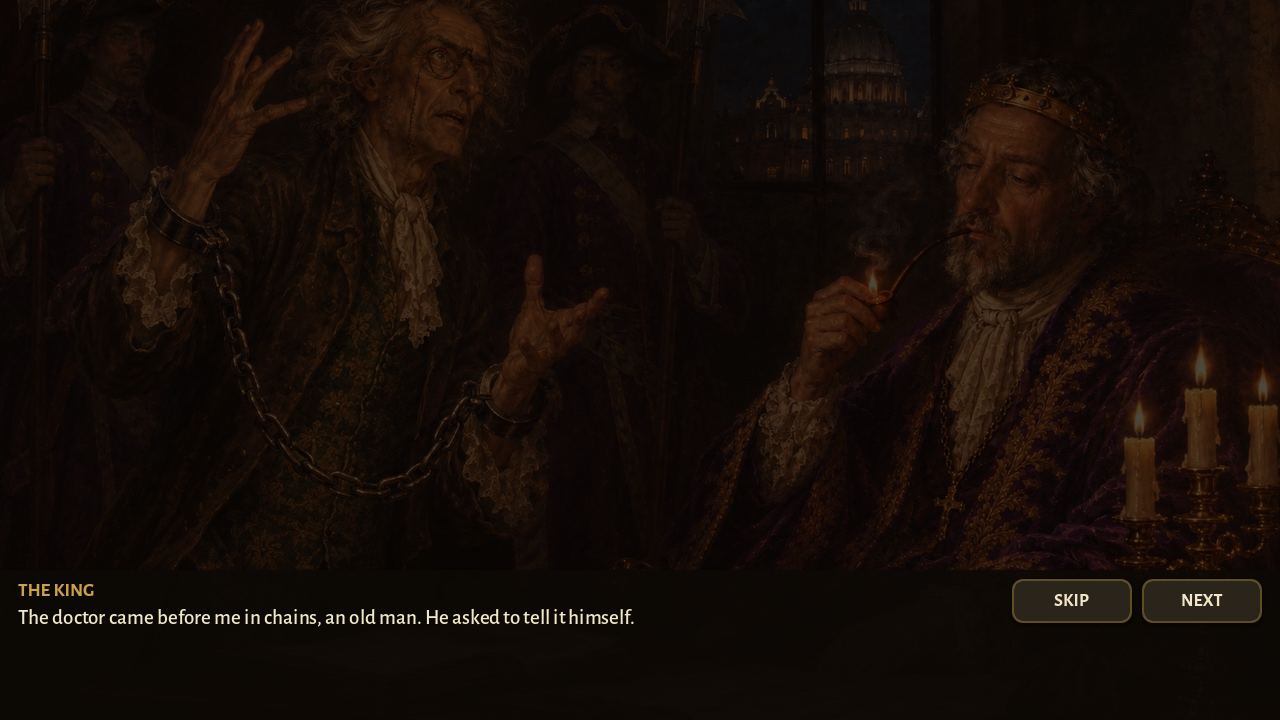 THE KING
The doctor came before me in chains, an old man. He asked to tell it himself.
SKIP
NEXT